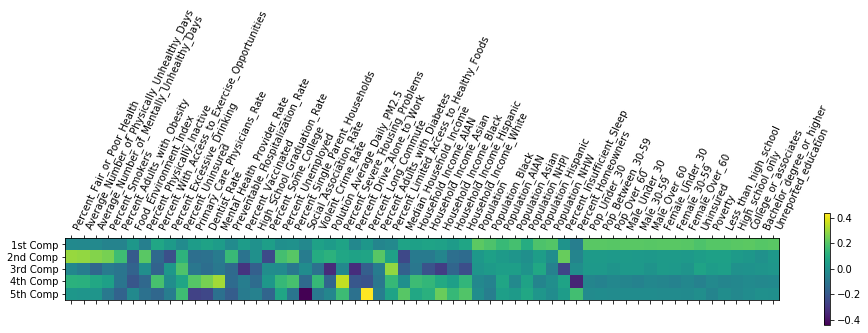 Percent_Fair_or_Poor_Health
Average_Number_of_Physically_Unhealthy_Days
Average_Number_of_Mentally_Unhealthy_Days
Percent_Smokers
Percent_Adults_with_Obesity
Food_Environment_Index
Percent_Physically_Inactive
Percent_With_Access_to_Exercise_Opportunities
Percent_Excessive_Drinking
Percent_Uninsured
Primary_Care_Physicians_Rate
Dentist_Rate
Mental_Health_Provider_Rate
Preventable_Hospitalization_Rate
Percent_Vaccinated
High_School_Graduation_Rate
Percent_Some_College
Percent_Unemployed
Percent_Single_Parent_Households
Social_Association_Rate
Violent_Crime_Rate
Pollution_Average_Daily_PM2.5
Percent_Severe_Housing_Problems
Percent_Drive_Alone_to_Work
Percent_Long_Commute
Percent_Adults_with_Diabetes
Percent_Limited_Access_to_Healthy_Foods
Median_Household_Income
Household_Income_AIAN
Household_Income_Asian
Household_Income_Black
Household_Income_Hispanic
Household_Income_White
Population
Population_Black
Population_AIAN
Population_Asian
Population_NHPI
Population_Hispanic
Population_NHW
Percent_Insufficient_Sleep
Percent_Homeowners
Pop_Under_30
Pop_Between_30-59
Pop_Over_60
Male_Under_30
Male_30-59
Male_Over_60
Female_Under_30
Female_30-59
Female_Over_60
Uninsured
Poverty
Less_than_high_school
High_school_only
College_or_associates
Bachelor_degree_or_higher
Unreported_education
1st Comp
2nd Comp
3rd Comp
4th Comp
5th Comp
0.4
0.2
0.0
−0.2
−0.4